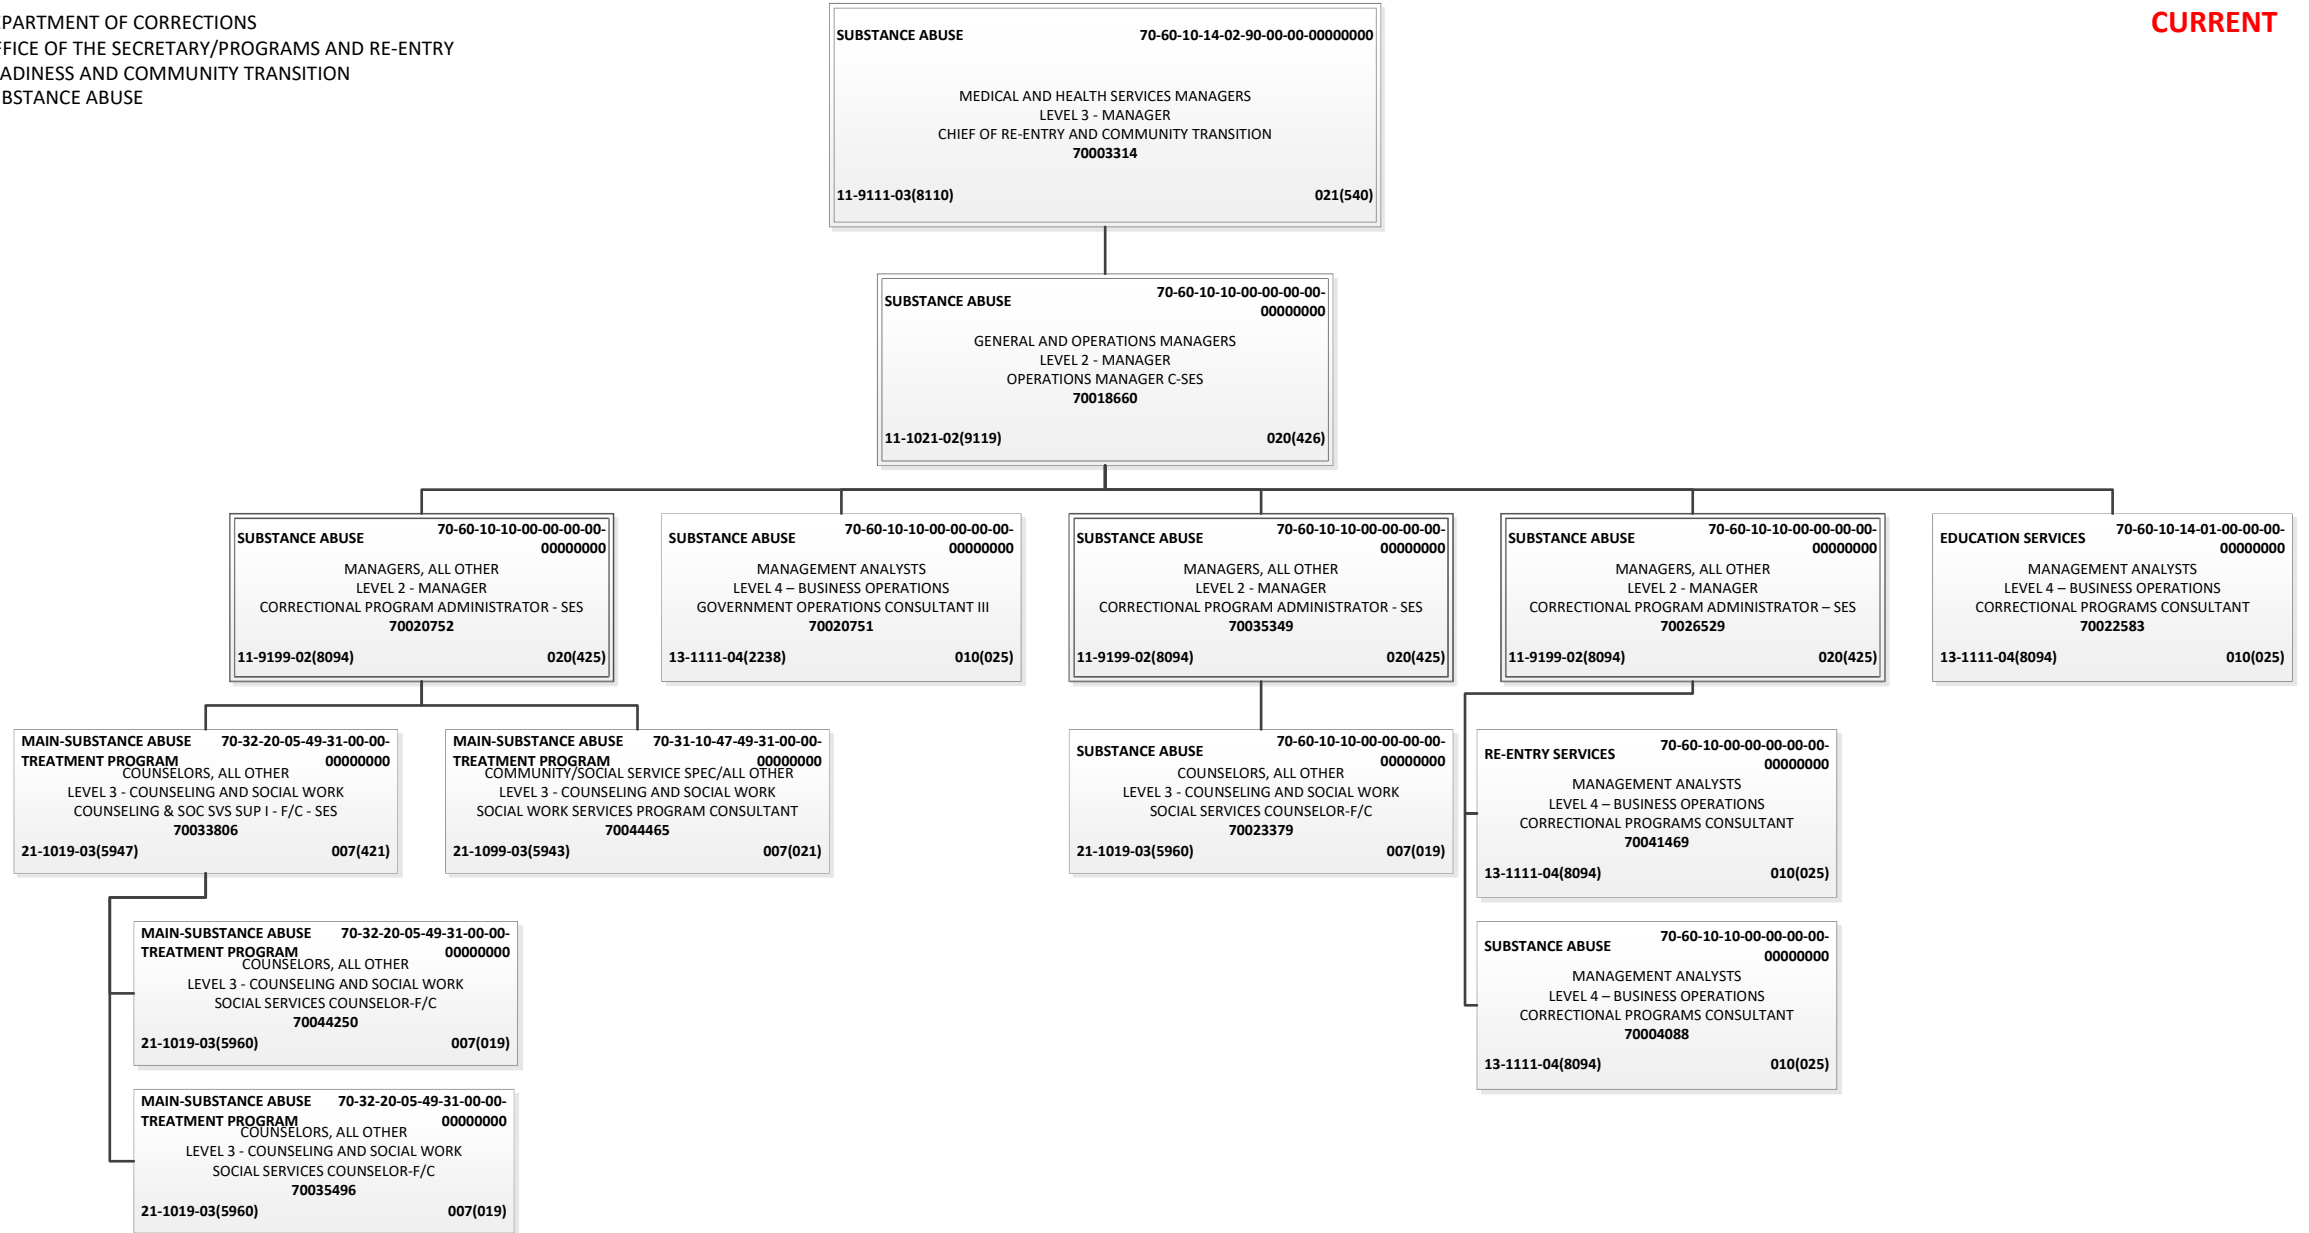 EPARTMENT OF CORRECTIONS
FFICE OF THE SECRETARY/PROGRAMS AND RE-ENTRY
ADINESS AND COMMUNITY TRANSITION
BSTANCE ABUSE
CURRENT
SUBSTANCE ABUSE 70-60-10-14-02-90-00-00-00000000
MEDICAL AND HEALTH SERVICES MANAGERS
LEVEL 3 - MANAGER
CHIEF OF RE-ENTRY AND COMMUNITY TRANSITION
70003314
11-9111-03(8110) 021(540)
SUBSTANCE ABUSE 70-60-10-10-00-00-00-00-
00000000
GENERAL AND OPERATIONS MANAGERS
LEVEL 2 - MANAGER
OPERATIONS MANAGER C-SES
70018660
11-1021-02(9119) 020(426)
SUBSTANCE ABUSE 70-60-10-10-00-00-00-00-
00000000
MANAGERS, ALL OTHER
LEVEL 2 - MANAGER
CORRECTIONAL PROGRAM ADMINISTRATOR - SES
70020752
11-9199-02(8094) 020(425)
SUBSTANCE ABUSE 70-60-10-10-00-00-00-00-
00000000
MANAGEMENT ANALYSTS
LEVEL 4 – BUSINESS OPERATIONS
GOVERNMENT OPERATIONS CONSULTANT III
70020751
13-1111-04(2238) 010(025)
SUBSTANCE ABUSE 70-60-10-10-00-00-00-00-
00000000
MANAGERS, ALL OTHER
LEVEL 2 - MANAGER
CORRECTIONAL PROGRAM ADMINISTRATOR - SES
70035349
11-9199-02(8094) 020(425)
SUBSTANCE ABUSE 70-60-10-10-00-00-00-00-
00000000
MANAGERS, ALL OTHER
LEVEL 2 - MANAGER
CORRECTIONAL PROGRAM ADMINISTRATOR – SES
70026529
11-9199-02(8094) 020(425)
EDUCATION SERVICES 70-60-10-14-01-00-00-00-
00000000
MANAGEMENT ANALYSTS
LEVEL 4 – BUSINESS OPERATIONS
CORRECTIONAL PROGRAMS CONSULTANT
70022583
13-1111-04(8094) 010(025)
MAIN-SUBSTANCE ABUSE 70-32-20-05-49-31-00-00-
TREATMENT PROGRAM 00000000
COUNSELORS, ALL OTHER
LEVEL 3 - COUNSELING AND SOCIAL WORK
COUNSELING & SOC SVS SUP I - F/C - SES
70033806
21-1019-03(5947) 007(421)
MAIN-SUBSTANCE ABUSE 70-31-10-47-49-31-00-00-
TREATMENT PROGRAM 00000000
COMMUNITY/SOCIAL SERVICE SPEC/ALL OTHER
LEVEL 3 - COUNSELING AND SOCIAL WORK
SOCIAL WORK SERVICES PROGRAM CONSULTANT
70044465
21-1099-03(5943) 007(021)
SUBSTANCE ABUSE 70-60-10-10-00-00-00-00-
00000000
COUNSELORS, ALL OTHER
LEVEL 3 - COUNSELING AND SOCIAL WORK
SOCIAL SERVICES COUNSELOR-F/C
70023379
21-1019-03(5960) 007(019)
RE-ENTRY SERVICES 70-60-10-00-00-00-00-00-
00000000
MANAGEMENT ANALYSTS
LEVEL 4 – BUSINESS OPERATIONS
CORRECTIONAL PROGRAMS CONSULTANT
70041469
13-1111-04(8094) 010(025)
MAIN-SUBSTANCE ABUSE 70-32-20-05-49-31-00-00-
TREATMENT PROGRAM 00000000
COUNSELORS, ALL OTHER
LEVEL 3 - COUNSELING AND SOCIAL WORK
SOCIAL SERVICES COUNSELOR-F/C
70044250
21-1019-03(5960) 007(019)
SUBSTANCE ABUSE 70-60-10-10-00-00-00-00-
00000000
MANAGEMENT ANALYSTS
LEVEL 4 – BUSINESS OPERATIONS
CORRECTIONAL PROGRAMS CONSULTANT
70004088
13-1111-04(8094) 010(025)
MAIN-SUBSTANCE ABUSE 70-32-20-05-49-31-00-00-
TREATMENT PROGRAM 00000000
COUNSELORS, ALL OTHER
LEVEL 3 - COUNSELING AND SOCIAL WORK
SOCIAL SERVICES COUNSELOR-F/C
70035496
21-1019-03(5960) 007(019)